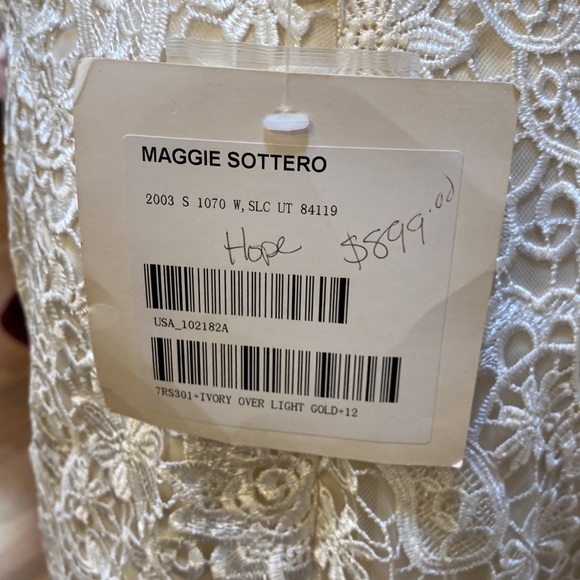 MAGGIE SOTTERO
2003 S 1070 W, SLC UT 84119
Hope $899.00
USA_102182A
7RS301+IVORY OVER LIGHT GOLD+12